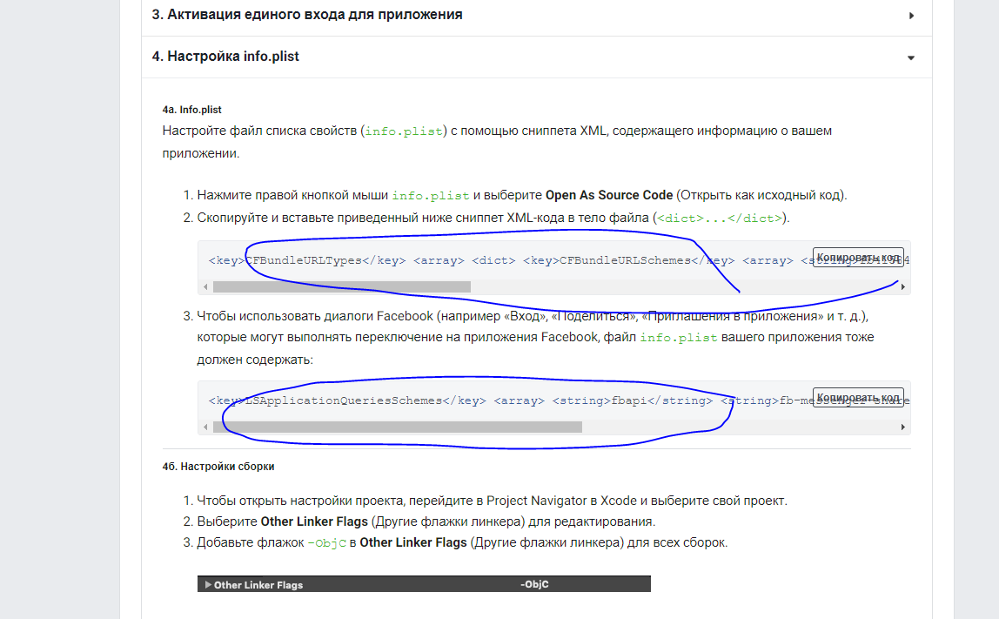 3. Активация единого входа для приложения
4. Настройка info.plist
4а. Info.plist
Настройте файл списка свойств (info.plist) с помощью сниппета XML, содержащего информацию о вашем
приложении.
1. Нажмите правой кнопкой мыши info.plist и выберите Open As Source Code (Открыть как исходный код).
2. Скопируйте и вставьте приведенный ниже сниппет XML-кода в тело файла (<dict>...</dict>).
<key>CFBundleURLTypes</key> <array> <dict> <key>CFBundleURLSchemes</key> <array>
Копировать код
3. Чтобы использовать диалоги Facebook (например «Вход», «Поделиться», «Приглашения в приложения» и т. д.),
которые могут выполнять переключение на приложения Facebook, файл info.plist вашего приложения тоже
должен содержать:
<key>LSApplicationQueriesSchemes</key> <array> <string>fbapi</string> <string>fb-messenger-share
Копировать код
4б. Настройки сборки
1. Чтобы открыть настройки проекта, перейдите в Project Navigator в Xcode и выберите свой проект.
2. Выберите Other Linker Flags (Другие флажки линкера) для редактирования.
3. Добавьте флажок -ObjC в Other Linker Flags (Другие флажки линкера) для всех сборок.
Other Linker Flags -ObjC